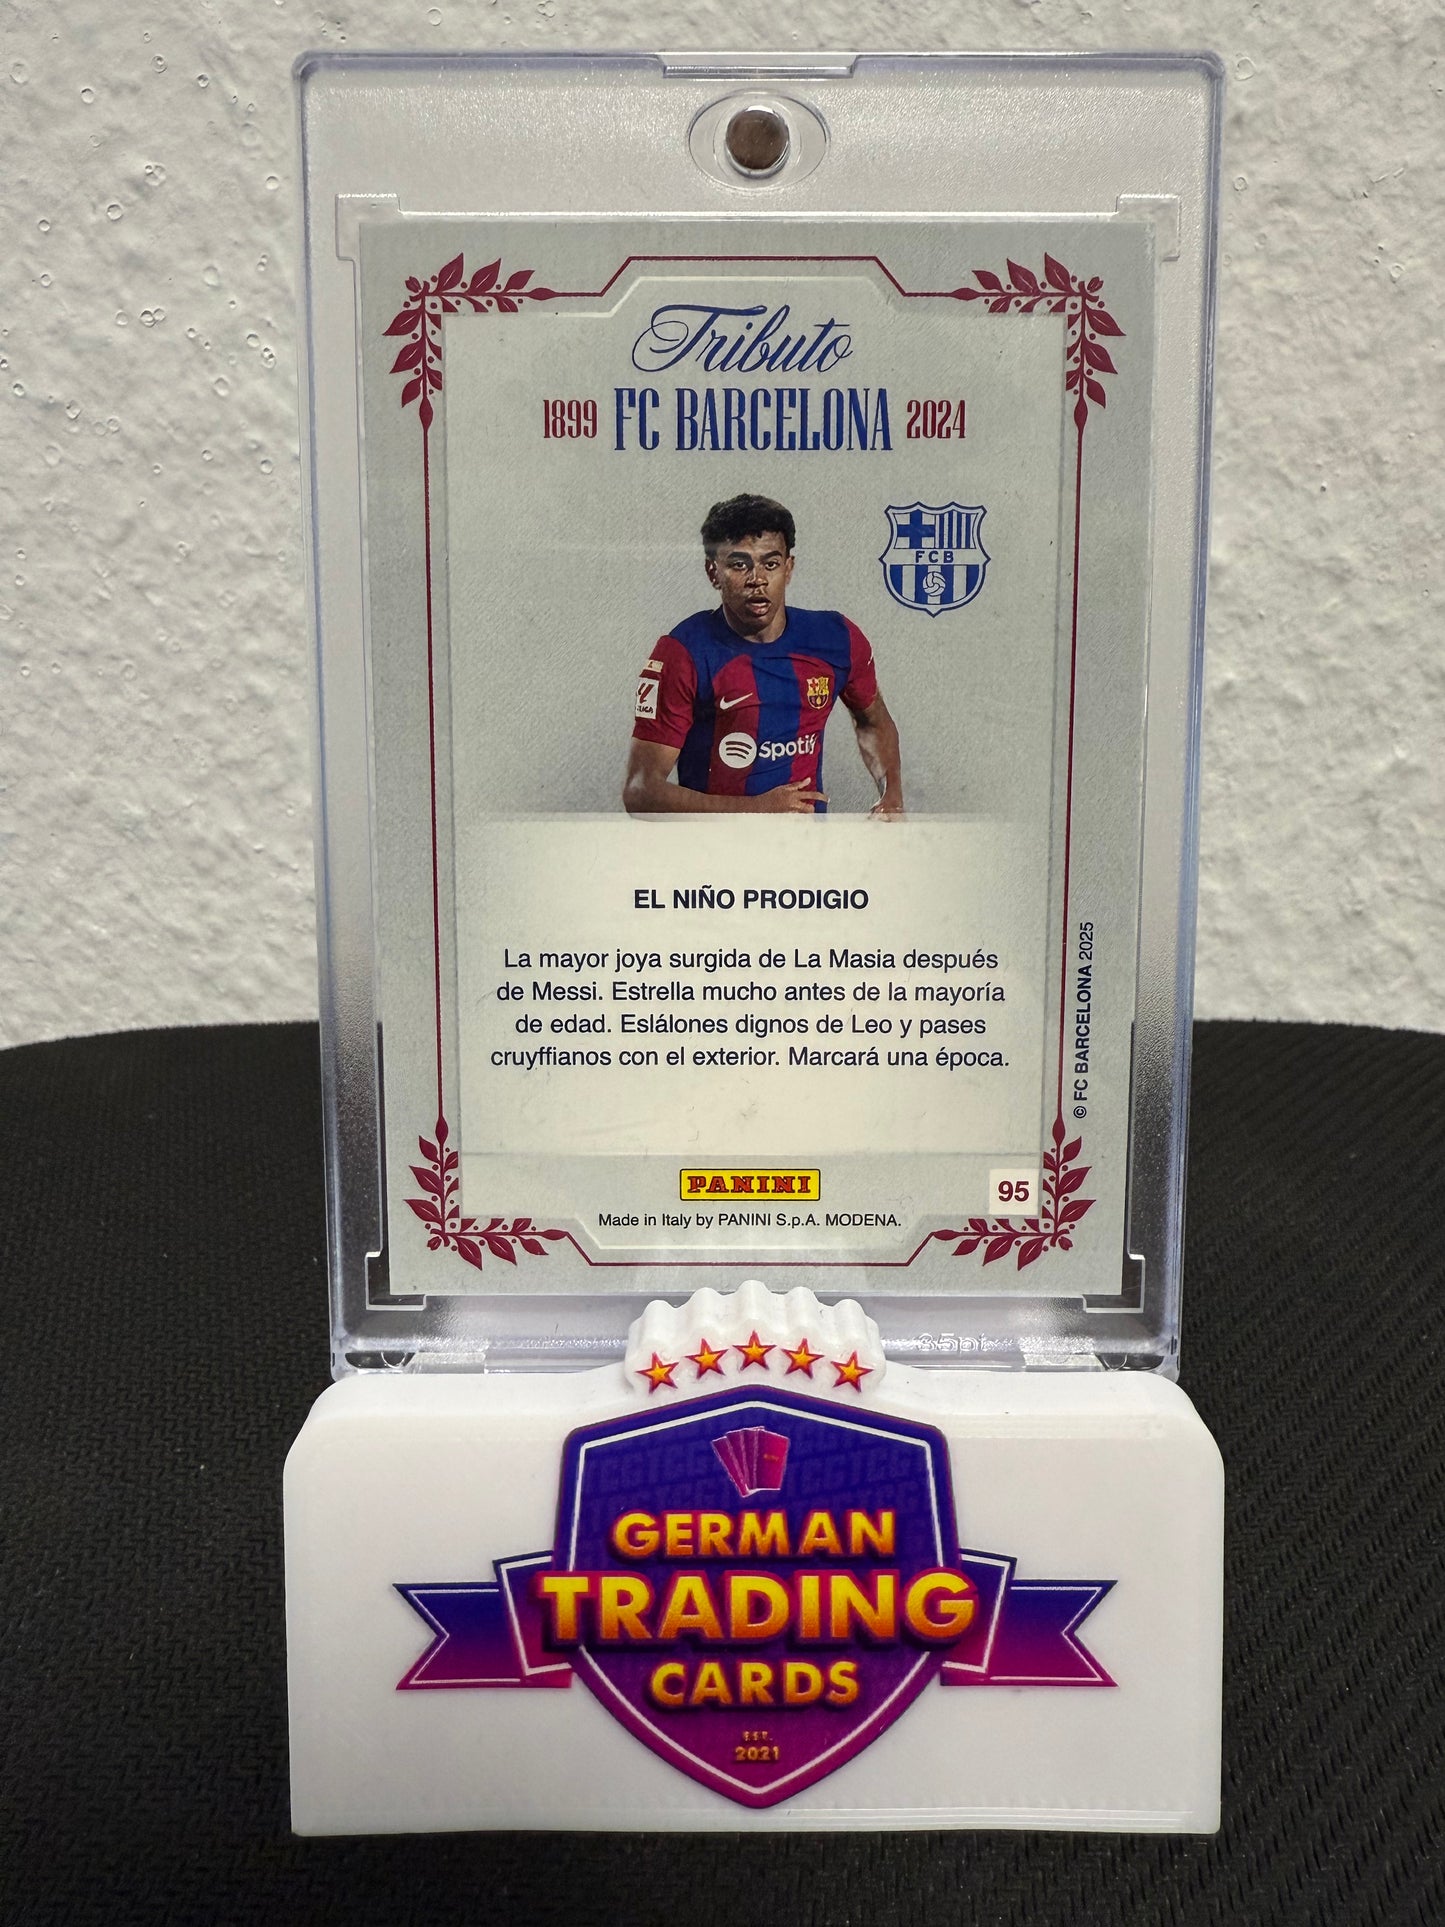 Tributo
1899 FC BARCELONA 2024
FCB
Spotify
EL NIÑO PRODIGIO
La mayor joya surgida de La Masia después
de Messi. Estrella mucho antes de la mayoría
de edad. Eslálones dignos de Leo y pases
cruyffianos con el exterior. Marcará una época.
© FC BARCELONA 2025
PANINI
95
Made in Italy by PANINI S.p.A. MODENA.
35pt
GERMAN
TRADING
CARDS
EST.
2021